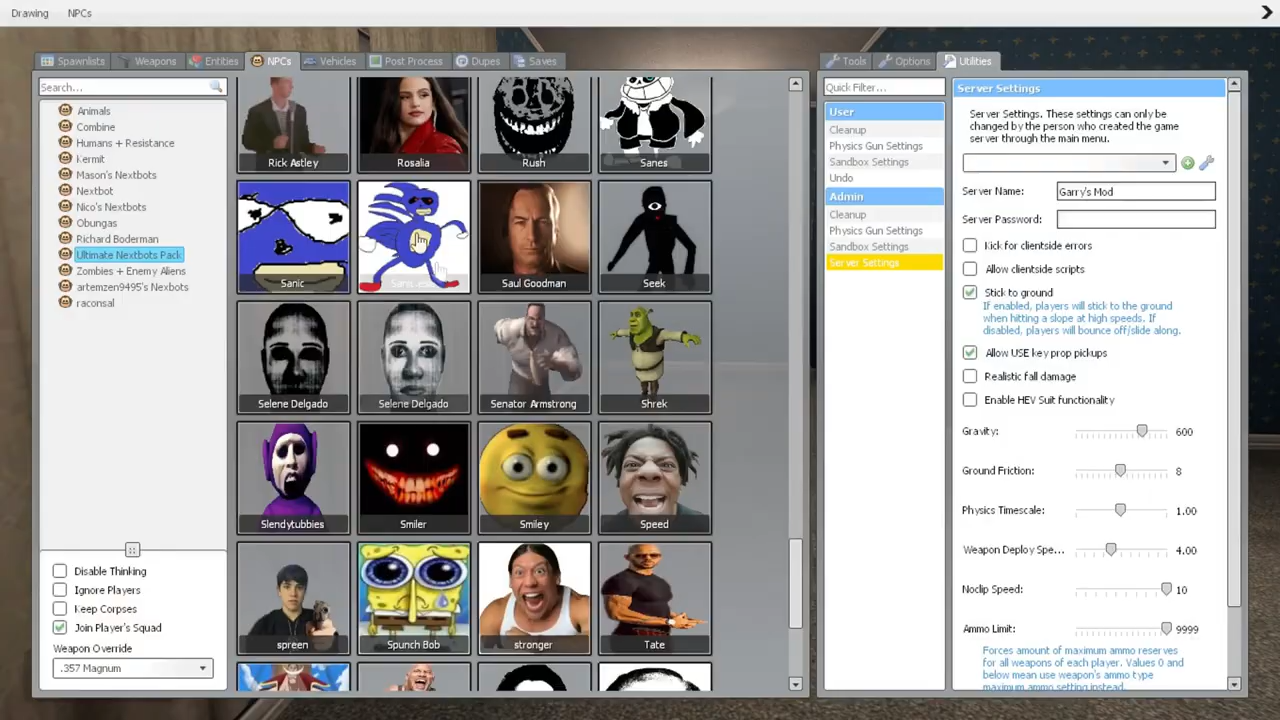 Drawing NPCs
Spawnlists Weapons Entities NPCs Vehicles Post Process Dupes Saves
Search...
Animals
Combine
Humans + Resistance
Kermit
Mason's Nextbots
Nextbot
Nico's Nextbots
Obungas
Richard Boderman
Ultimate Nextbots Pack
Zombies + Enemy Aliens
artemzen9495's Nexbots
raconsal
Disable Thinking
Ignore Players
Keep Corpses
Join Player's Squad
Weapon Override
.357 Magnum
Rick Astley Rosalia Rush Sanes
Sanic Saul Goodman Seek
Selene Delgado Selene Delgado Senator Armstrong Shrek
Slendytubbies Smiler Smiley Speed
spreen Spunch Bob stronger Tate
Tools Options Utilities
Quick Filter...
User
Cleanup
Physics Gun Settings
Sandbox Settings
Undo
Admin
Cleanup
Physics Gun Settings
Sandbox Settings
Server Settings
Server Settings
Server Settings. These settings can only
be changed by the person who created the game
server through the main menu.
Server Name: Garry's Mod
Server Password:
Kick for clientside errors
Allow clientside scripts
Stick to ground
If enabled, players will stick to the ground
when hitting a slope at high speeds. If
disabled, players will bounce off/slide along.
Allow USE key prop pickups
Realistic fall damage
Enable HEV Suit functionality
Gravity: 600
Ground Friction: 8
Physics Timescale: 1.00
Weapon Deploy Spe... 4.00
Noclip Speed: 10
Ammo Limit: 9999
Forces amount of maximum ammo reserves
for all weapons of each player. Values 0 and
below mean use weapon's ammo type
maximum ammo setting instead.